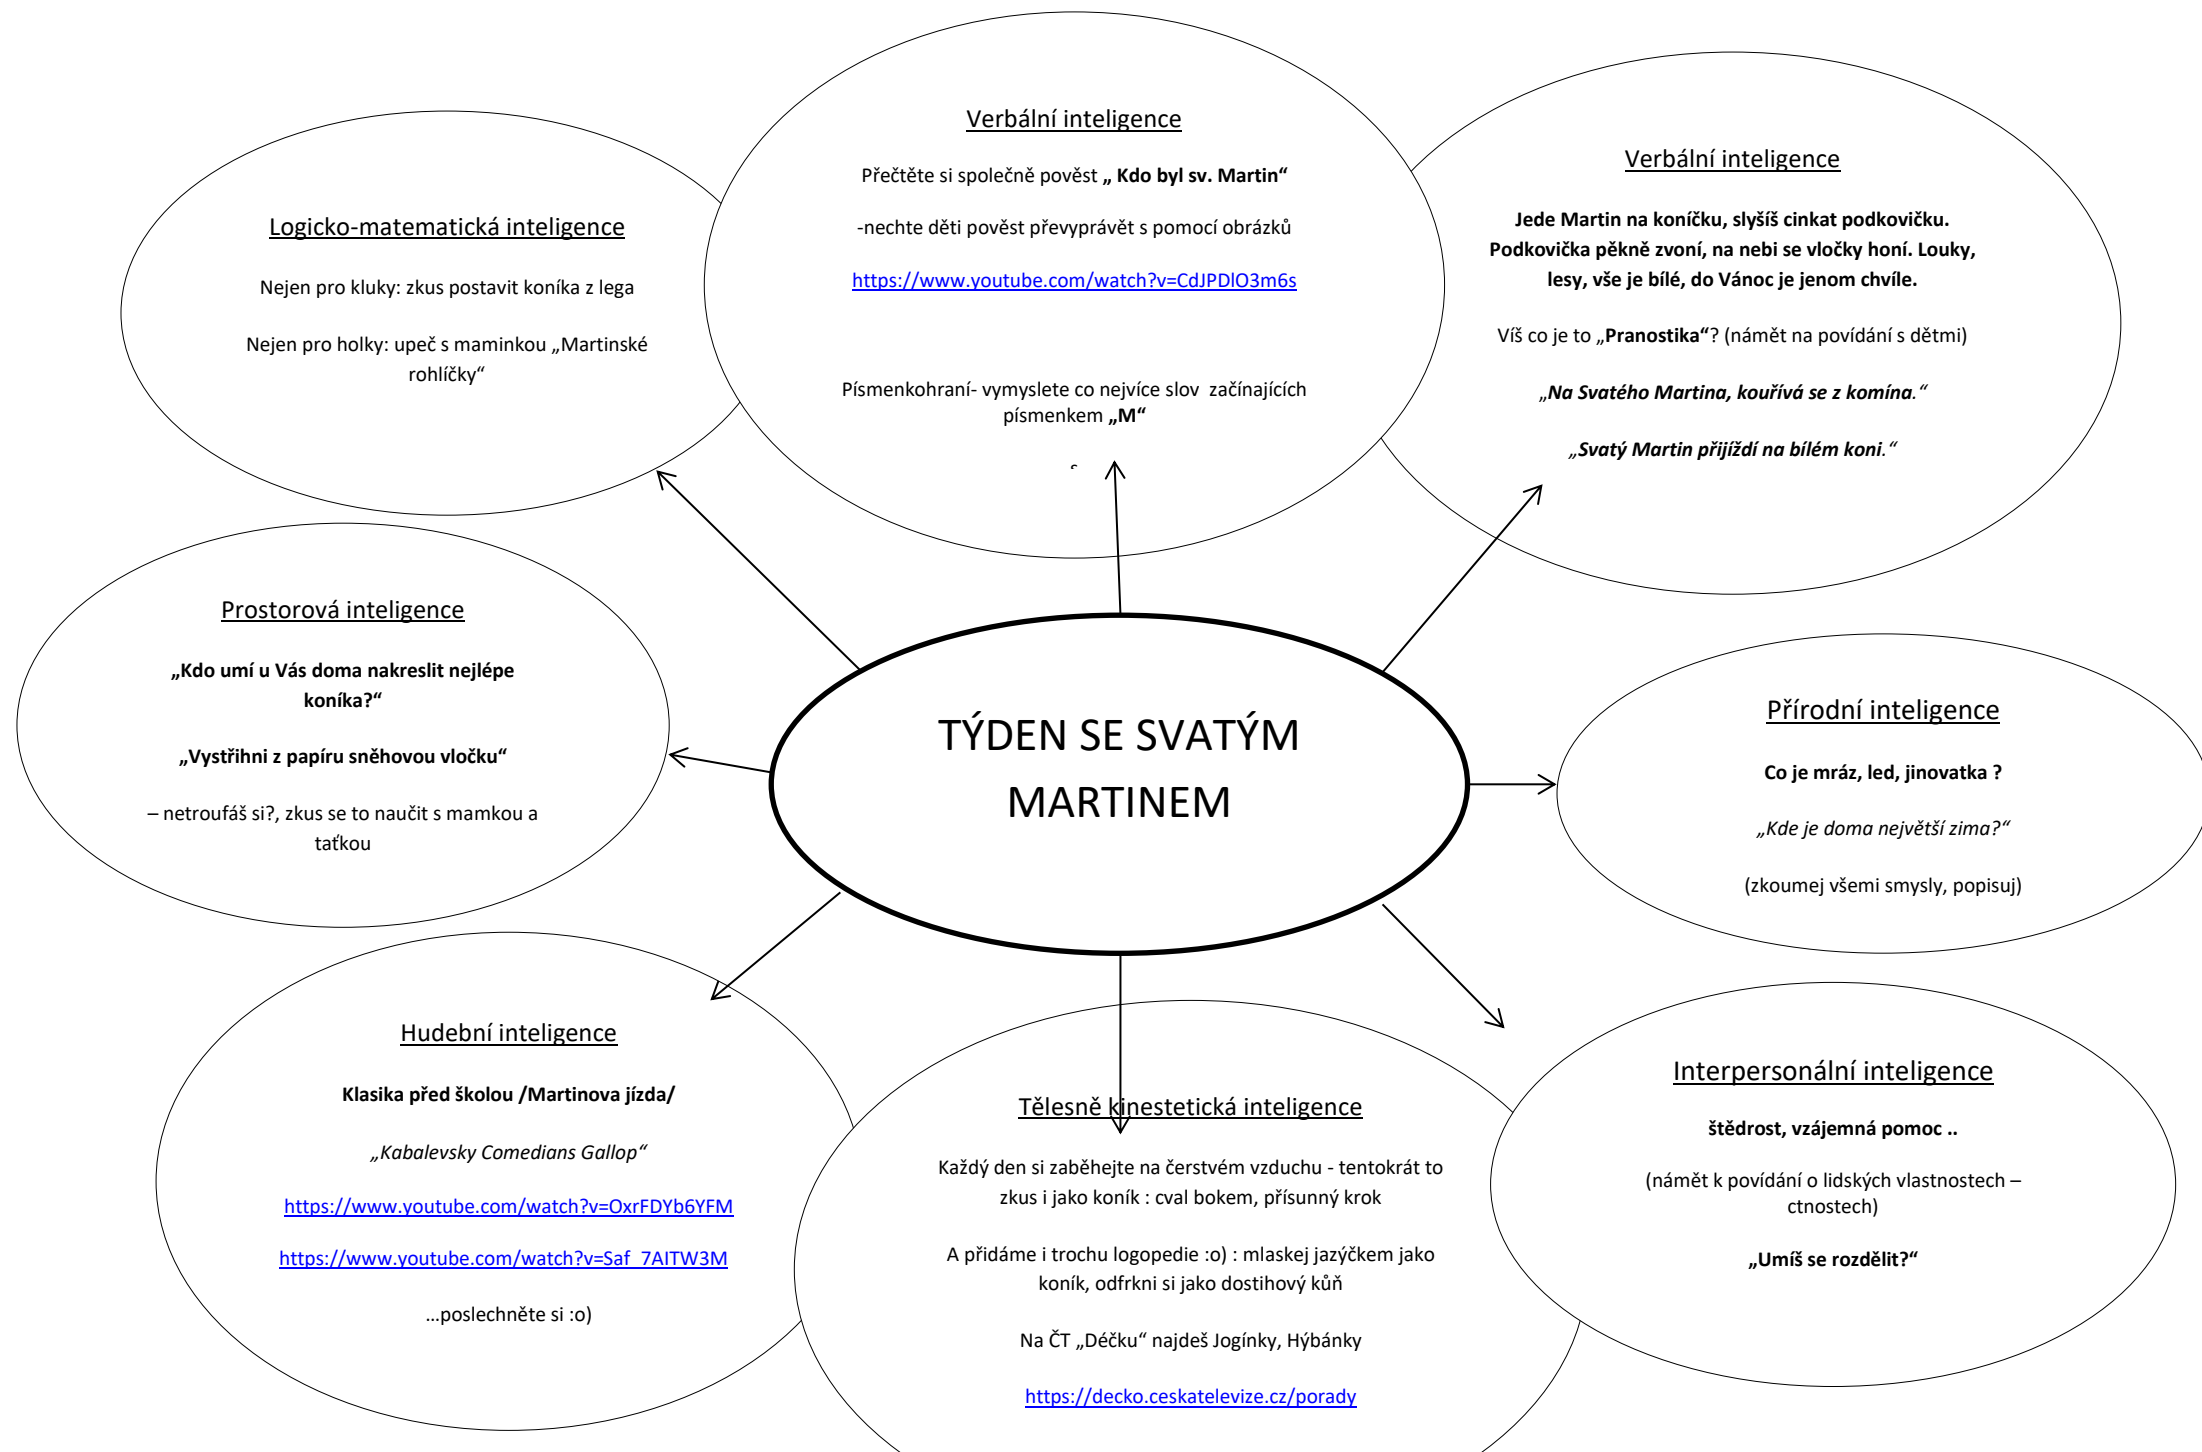 Verbální inteligence
Přečtěte si společně pověst „ Kdo byl sv. Martin“
-nechte děti pověst převyprávět s pomocí obrázků
https://www.youtube.com/watch?v=CdJPDlO3m6s
Písmenkohraní- vymyslete co nejvíce slov  začínajících
písmenkem „M“
Verbální inteligence
Jede Martin na koníčku, slyšíš cinkat podkovičku.
Podkovička pěkně zvoní, na nebi se vločky honí. Louky,
lesy, vše je bílé, do Vánoc je jenom chvíle.
Víš co je to „Pranostika“? (námět na povídání s dětmi)
„Na Svatého Martina, kouřívá se z komína.“
„Svatý Martin přijíždí na bílém koni.“
Logicko-matematická inteligence
Nejen pro kluky: zkus postavit koníka z lega
Nejen pro holky: upeč s maminkou „Martinské
rohlíčky“
Prostorová inteligence
„Kdo umí u Vás doma nakreslit nejlépe
koníka?“
„Vystřihni z papíru sněhovou vločku“
– netroufáš si?, zkus se to naučit s mamkou a
taťkou
TÝDEN SE SVATÝM
MARTINEM
Přírodní inteligence
Co je mráz, led, jinovatka ?
„Kde je doma největší zima?“
(zkoumej všemi smysly, popisuj)
Hudební inteligence
Klasika před školou /Martinova jízda/
„Kabalevsky Comedians Gallop“
https://www.youtube.com/watch?v=OxrFDYb6YFM
https://www.youtube.com/watch?v=Saf_7AITW3M
…poslechněte si :o)
Tělesně kinestetická inteligence
Každý den si zaběhejte na čerstvém vzduchu - tentokrát to
zkus i jako koník : cval bokem, přísunný krok
A přidáme i trochu logopedie :o) : mlaskej jazýčkem jako
koník, odfrkni si jako dostihový kůň
Na ČT „Déčku“ najdeš Jogínky, Hýbánky
https://decko.ceskatelevize.cz/porady
Interpersonální inteligence
štědrost, vzájemná pomoc ..
(námět k povídání o lidských vlastnostech –
ctnostech)
„Umíš se rozdělit?“